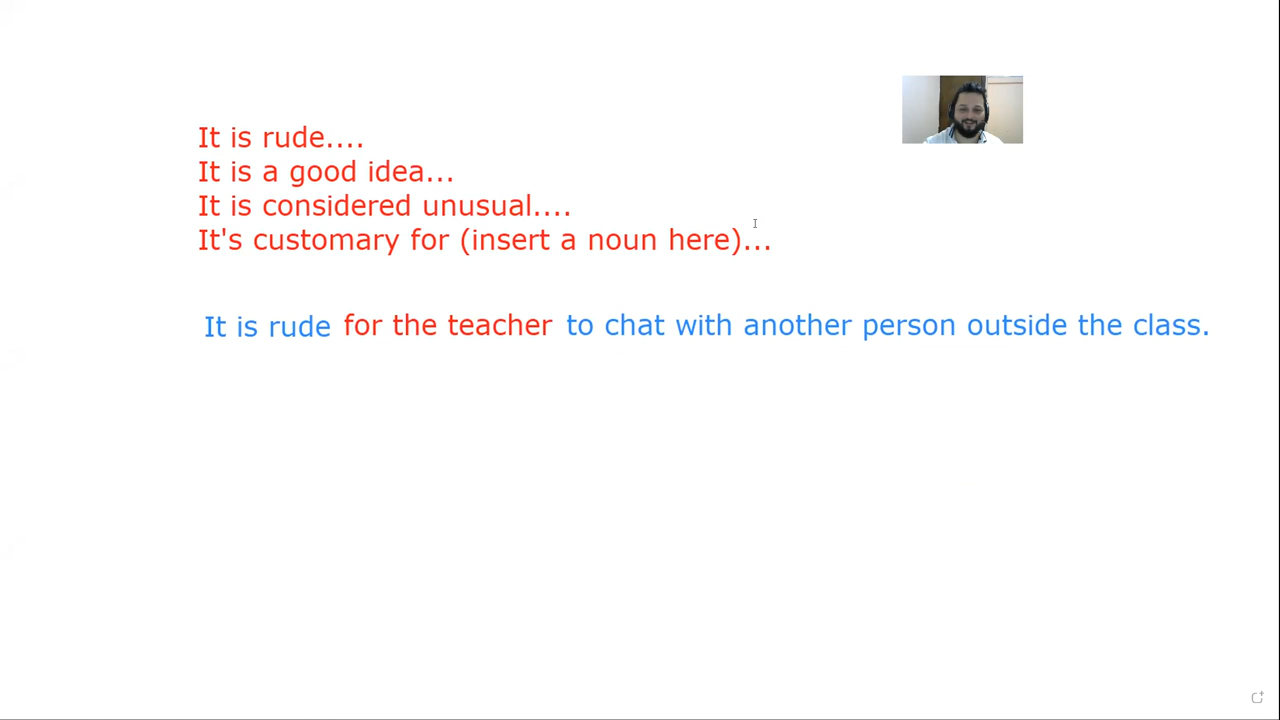 It is rude....
It is a good idea...
It is considered unusual....
It's customary for (insert a noun here)...
It is rude for the teacher to chat with another person outside the class.